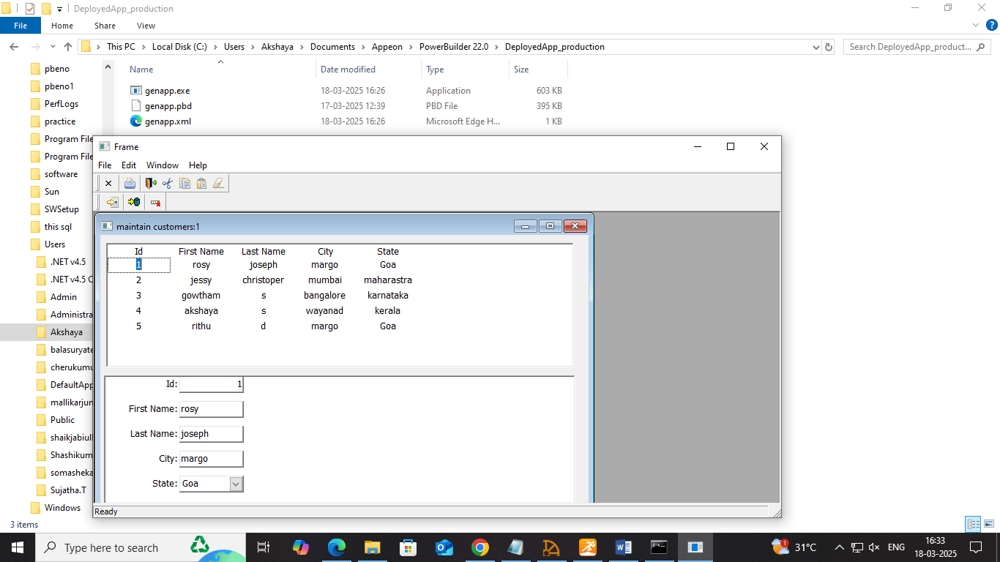 DeployedApp_production
File Home Share View
This PC Local Disk (C:) Users Akshaya Documents Appeon PowerBuilder 22.0 DeployedApp_production
Search DeployedApp_product...
pbeno
pbeno1
PerfLogs
practice
Program File
Program File
software
Sun
SWSetup
this sql
Users
.NET v4.5
.NET v4.5 C
Admin
Administra
Akshaya
balasuryate
cherukumu
DefaultApp
mallikarjun
Public
shaikjabiull
Shashikum
somasheka
Sujatha.T
Windows
Name Date modified Type Size
genapp.exe 18-03-2025 16:26 Application 603 KB
genapp.pbd 17-03-2025 12:39 PBD File 395 KB
genapp.xml 18-03-2025 16:26 Microsoft Edge H... 1 KB
Frame
File Edit Window Help
maintain customers:1
Id First Name Last Name City State
1 rosy joseph margo Goa
2 jessy christoper mumbai maharastra
3 gowtham s bangalore karnataka
4 akshaya s wayanad kerala
5 rithu d margo Goa
Id: 1
First Name: rosy
Last Name: joseph
City: margo
State: Goa
Ready
3 items
Type here to search
1
31°C
ENG
16:33
18-03-2025